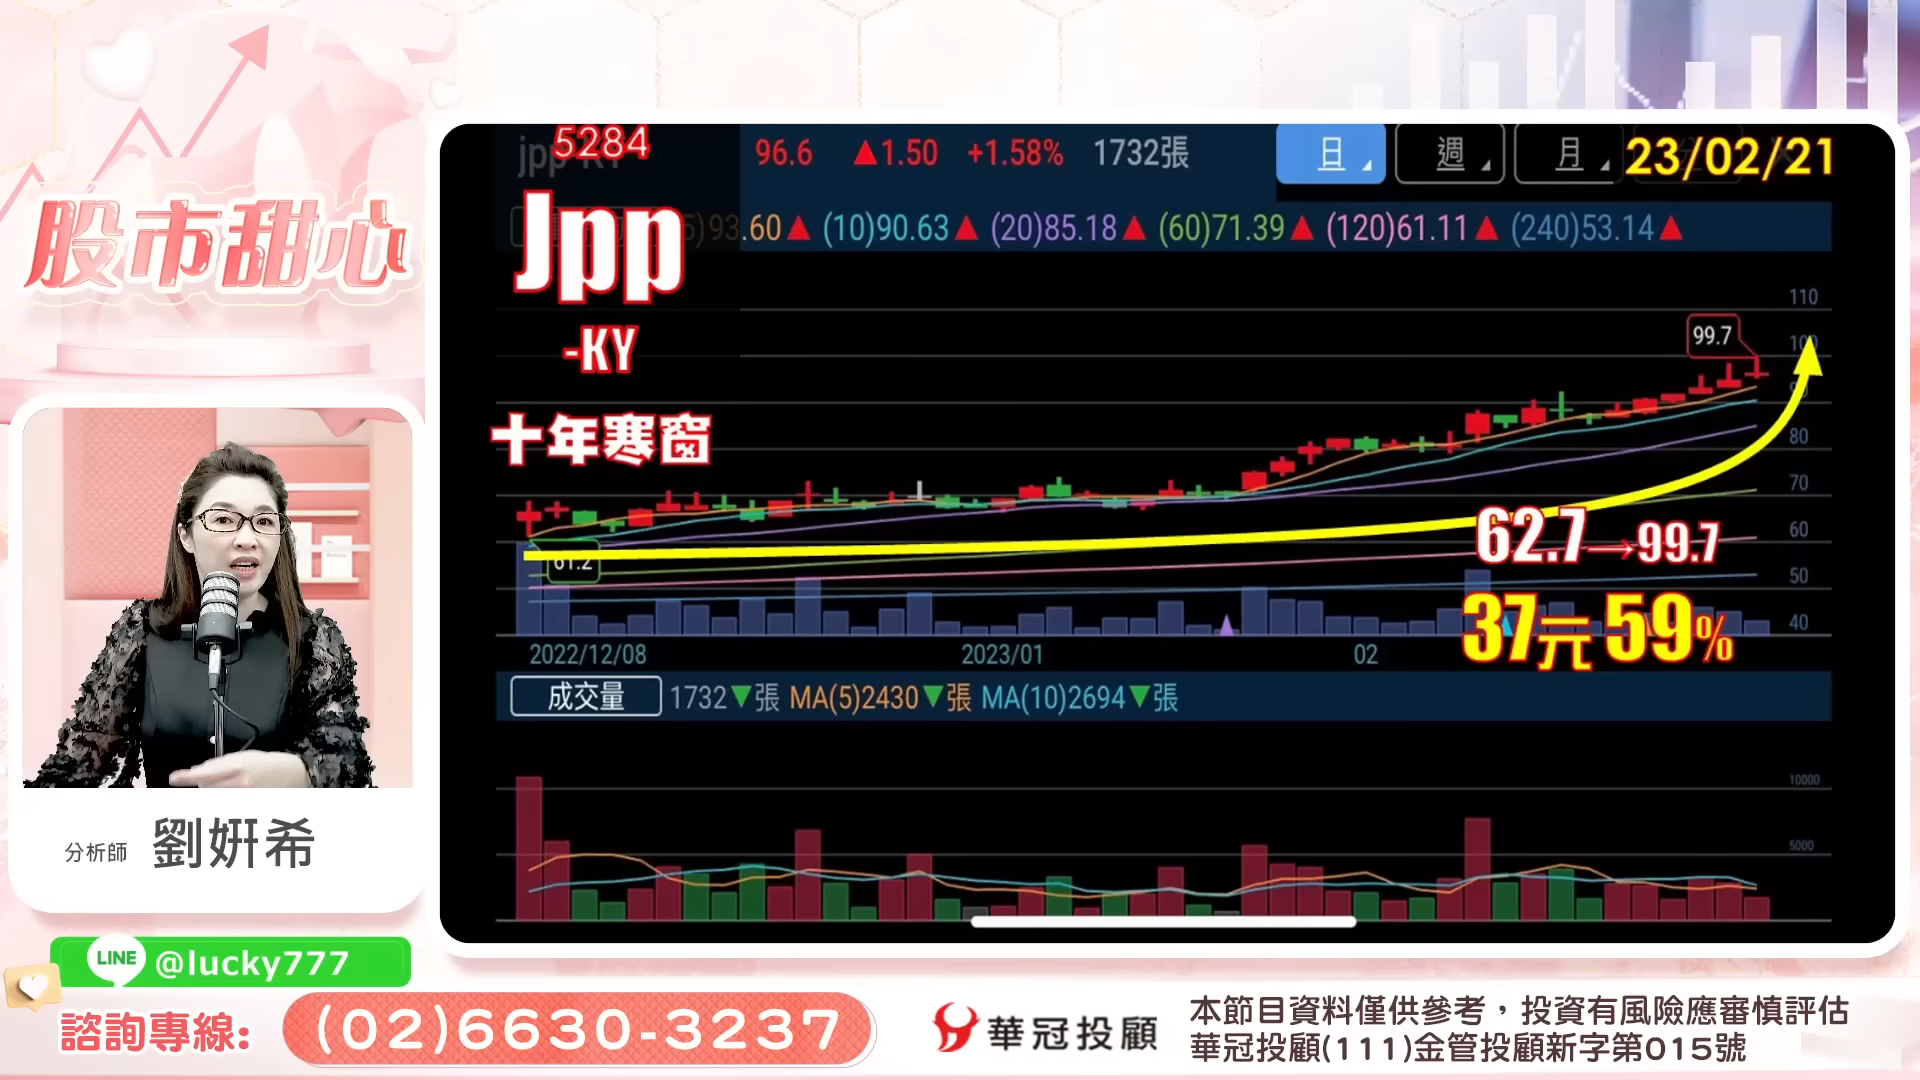 股市甜心
分析師 劉妍希
LINE @lucky777
諮詢專線: (02)6630-3237
5284
Jpp
-KY
十年寒窗
96.6 ▲1.50 +1.58% 1732張
日 週 月 23/02/21
5)93.60▲ (10)90.63▲ (20)85.18▲ (60)71.39▲ (120)61.11▲ (240)53.14▲
110
99.7
100
80
70
60
50
40
61.2
62.7→99.7
37元 59%
2022/12/08 2023/01 02
成交量 1732▼張 MA(5)2430▼張 MA(10)2694▼張
10000
5000
華冠投顧
本節目資料僅供參考，投資有風險應審慎評估
華冠投顧(111)金管投顧新字第015號